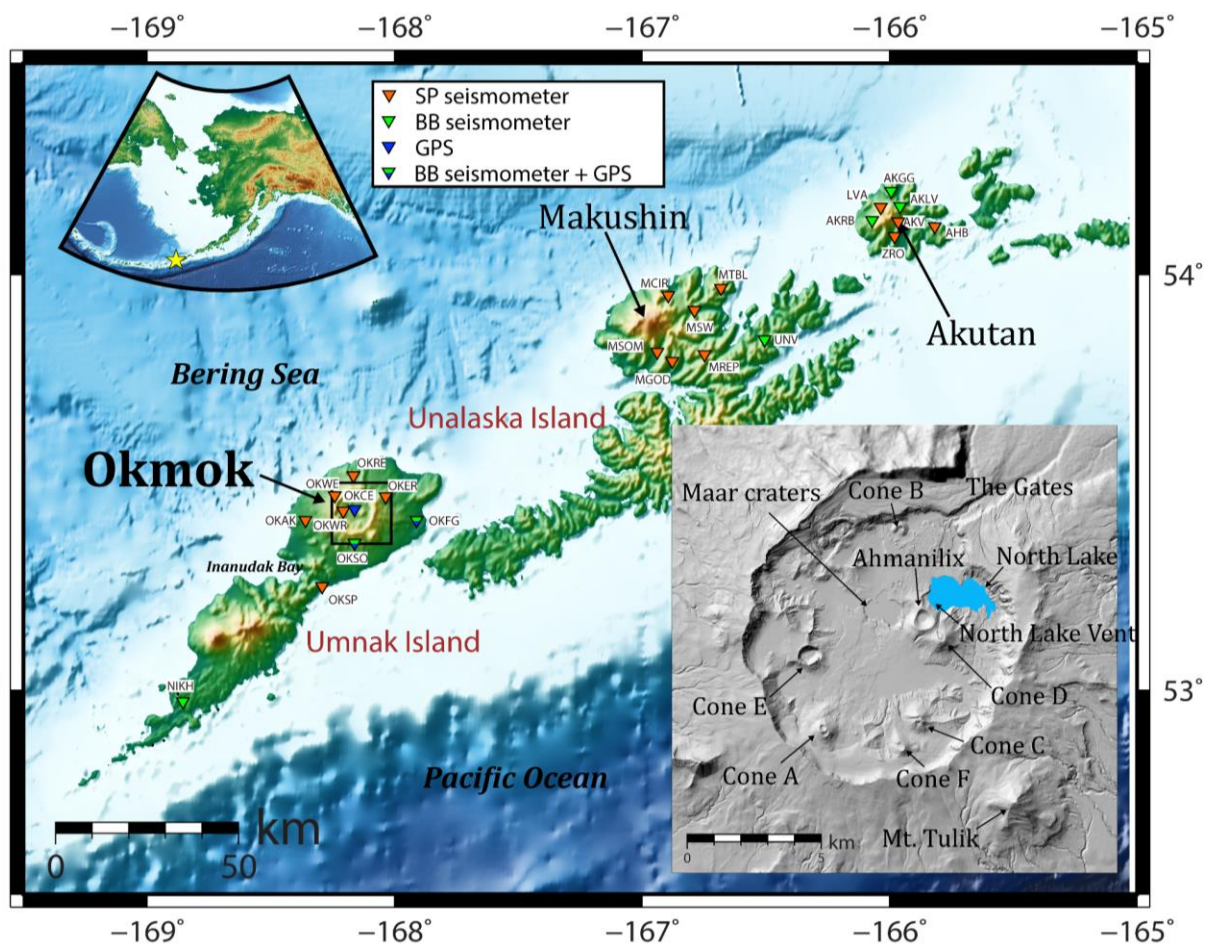 −169° −168° −167° −166° −165°
SP seismometer
BB seismometer
GPS
BB seismometer + GPS
AKGG
LVA AKLV
AKRB AKV
AHB
ZRO
Makushin
54°
MTBL
MCIR
MSW
Akutan
UNV
MSOM
MREP
MGOD
Bering Sea
Unalaska Island
Okmok
OKRE
OKWE OKER
OKCE
OKAK OKWR OKFG
OKSO
Inanudak Bay
OKSP
Umnak Island
NIKH
53°
Pacific Ocean
km
0 50
Maar craters
Cone B
The Gates
Ahmanilix
North Lake
North Lake Vent
Cone E
Cone D
Cone C
Cone A
Cone F
Mt. Tulik
km
0 5
−169° −168° −167° −166° −165°